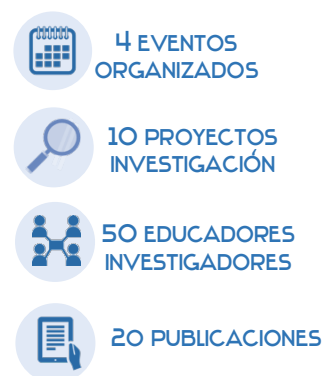 4 EVENTOS
ORGANIZADOS
10 PROYECTOS
INVESTIGACIÓN
50 EDUCADORES
INVESTIGADORES
20 PUBLICACIONES